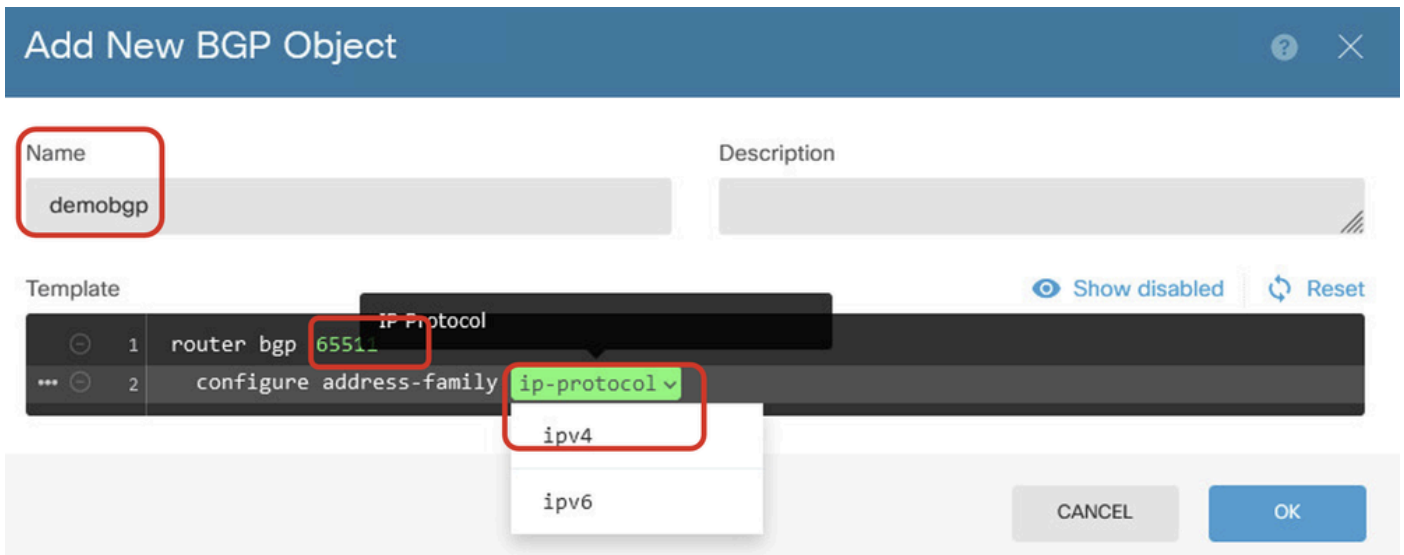 Add New BGP Object
?
Name
Description
demobgp
Template
Show disabled
Reset
IP Protocol
1 router bgp 65511
2 configure address-family ip-protocol
ipv4
ipv6
CANCEL
OK